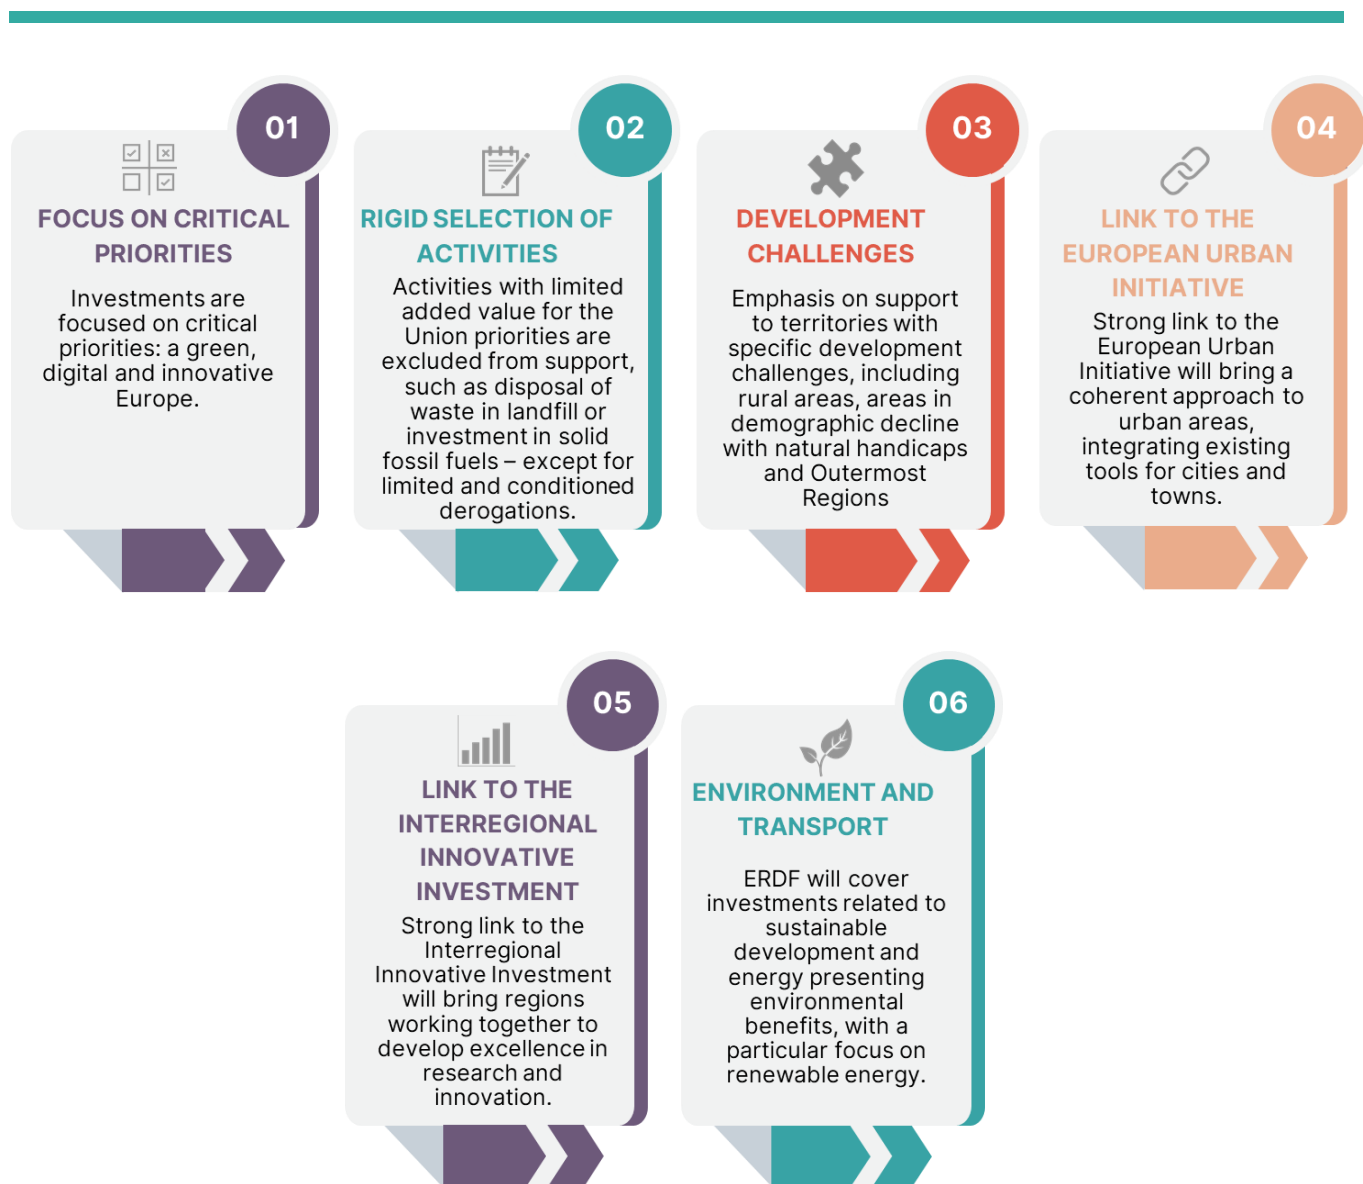 01
FOCUS ON CRITICAL
PRIORITIES
Investments are
focused on critical
priorities: a green,
digital and innovative
Europe.
02
RIGID SELECTION OF
ACTIVITIES
Activities with limited
added value for the
Union priorities are
excluded from support,
such as disposal of
waste in landfill or
investment in solid
fossil fuels – except for
limited and conditioned
derogations.
03
DEVELOPMENT
CHALLENGES
Emphasis on support
to territories with
specific development
challenges, including
rural areas, areas in
demographic decline
with natural handicaps
and Outermost
Regions
04
LINK TO THE
EUROPEAN URBAN
INITIATIVE
Strong link to the
European Urban
Initiative will bring a
coherent approach to
urban areas,
integrating existing
tools for cities and
towns.
05
LINK TO THE
INTERREGIONAL
INNOVATIVE
INVESTMENT
Strong link to the
Interregional
Innovative Investment
will bring regions
working together to
develop excellence in
research and
innovation.
06
ENVIRONMENT AND
TRANSPORT
ERDF will cover
investments related to
sustainable
development and
energy presenting
environmental
benefits, with a
particular focus on
renewable energy.